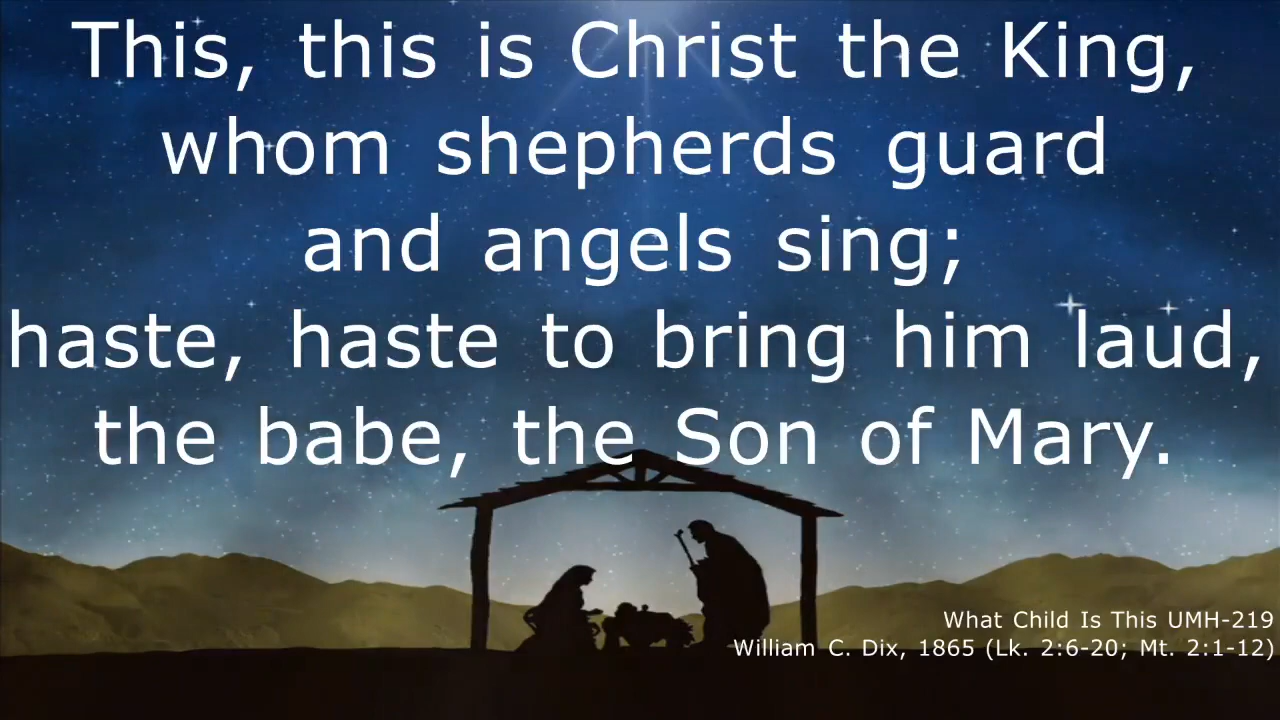 This, this is Christ the King,
whom shepherds guard
and angels sing;
haste, haste to bring him laud,
the babe, the Son of Mary.
What Child Is This UMH-219
William C. Dix, 1865 (Lk. 2:6-20; Mt. 2:1-12)